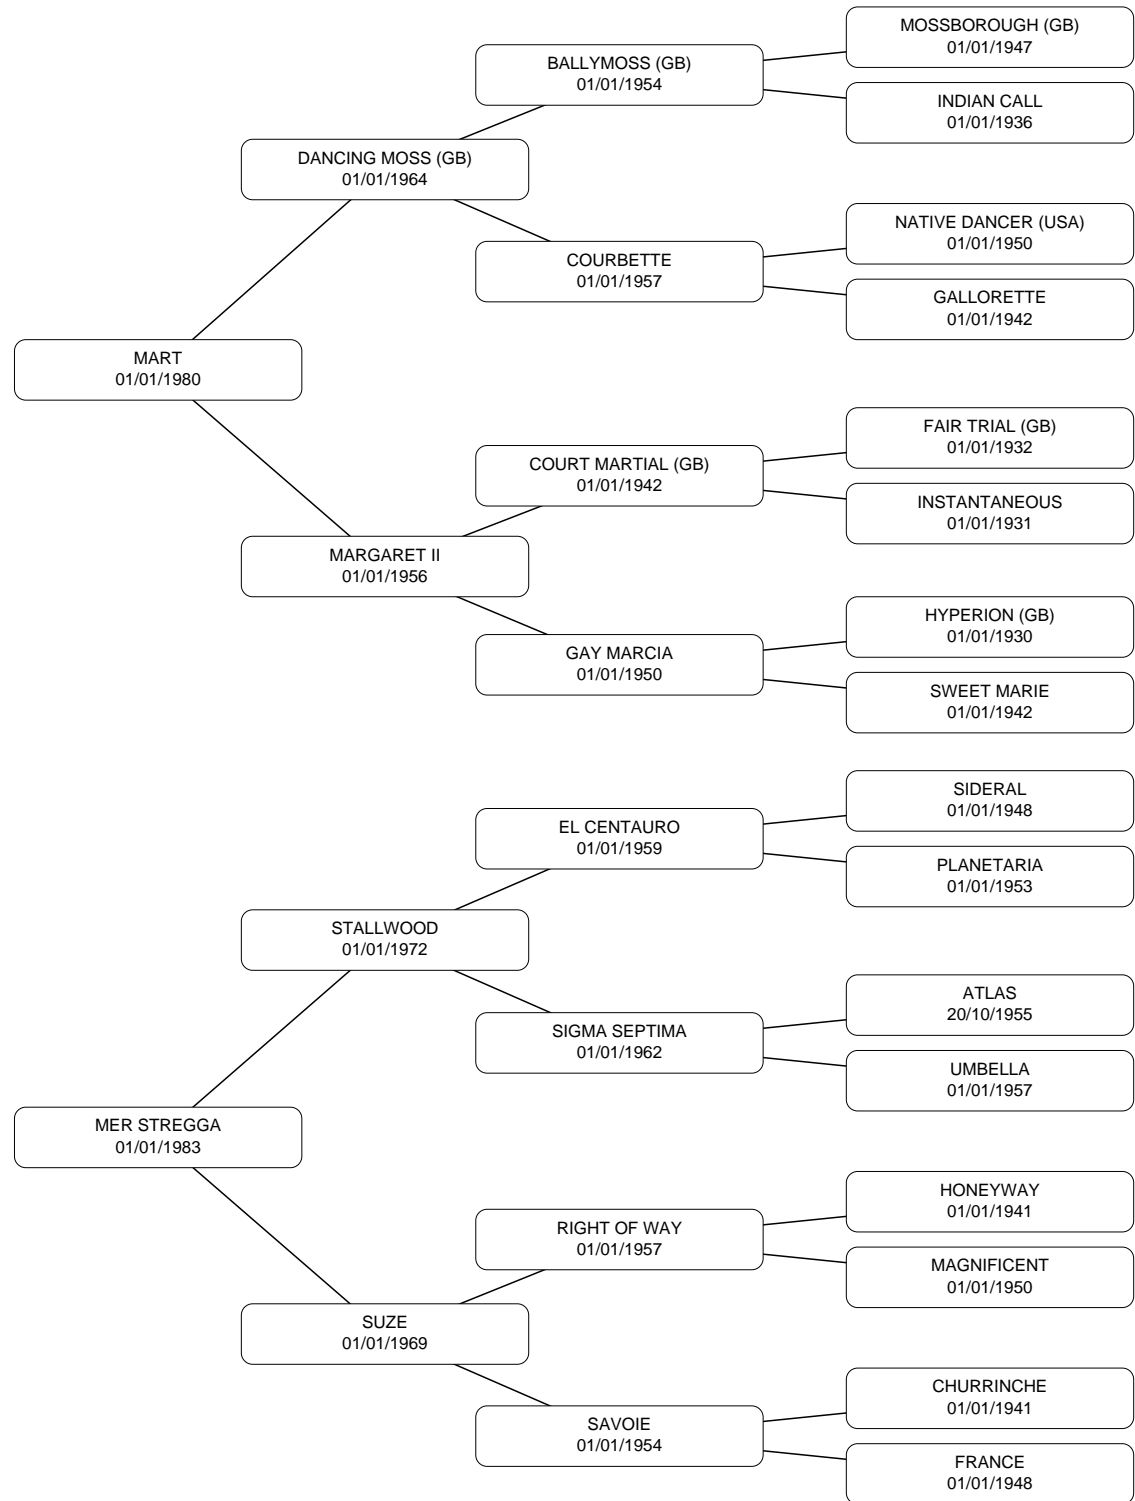 MOSSBOROUGH (GB)
01/01/1947
BALLYMOSS (GB)
01/01/1954
INDIAN CALL
01/01/1936
DANCING MOSS (GB)
01/01/1964
NATIVE DANCER (USA)
01/01/1950
COURBETTE
01/01/1957
GALLORETTE
01/01/1942
MART
01/01/1980
FAIR TRIAL (GB)
01/01/1932
COURT MARTIAL (GB)
01/01/1942
INSTANTANEOUS
01/01/1931
MARGARET II
01/01/1956
HYPERION (GB)
01/01/1930
GAY MARCIA
01/01/1950
SWEET MARIE
01/01/1942
SIDERAL
01/01/1948
EL CENTAURO
01/01/1959
PLANETARIA
01/01/1953
STALLWOOD
01/01/1972
ATLAS
20/10/1955
SIGMA SEPTIMA
01/01/1962
UMBELLA
01/01/1957
MER STREGGA
01/01/1983
HONEYWAY
01/01/1941
RIGHT OF WAY
01/01/1957
MAGNIFICENT
01/01/1950
SUZE
01/01/1969
CHURRINCHE
01/01/1941
SAVOIE
01/01/1954
FRANCE
01/01/1948